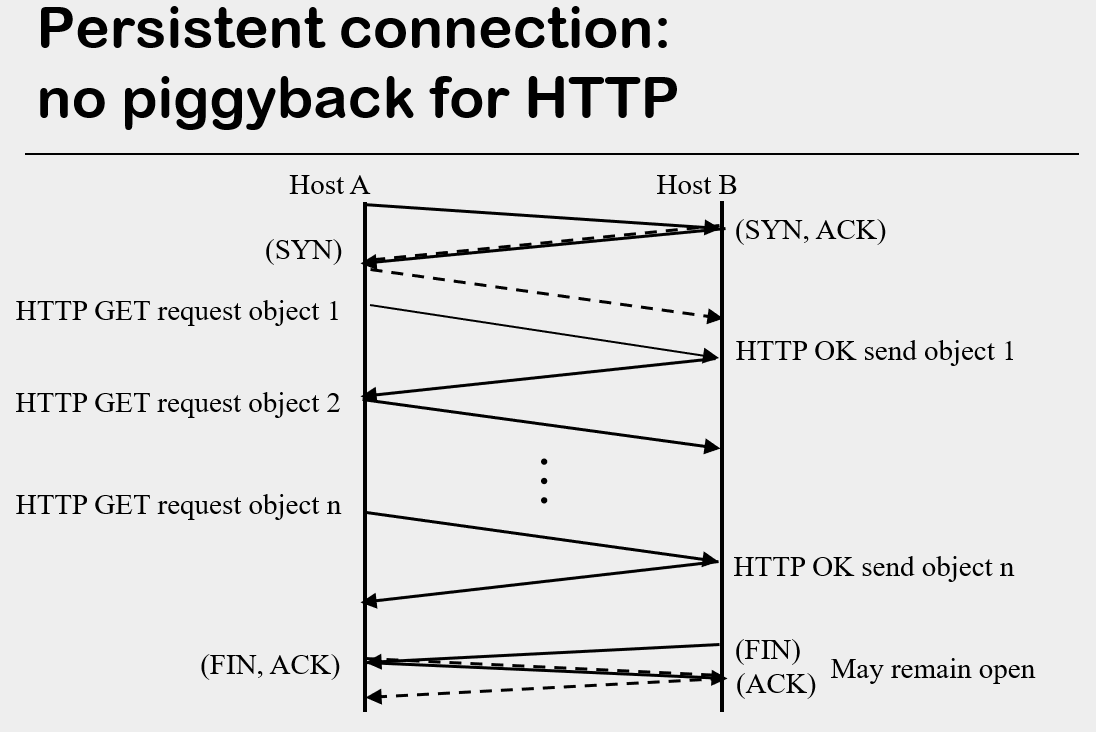 Persistent connection:
no piggyback for HTTP
Host A
Host B
(SYN, ACK)
(SYN)
HTTP GET request object 1
HTTP OK send object 1
HTTP GET request object 2
HTTP GET request object n
HTTP OK send object n
(FIN, ACK)
(FIN)
(ACK)
May remain open